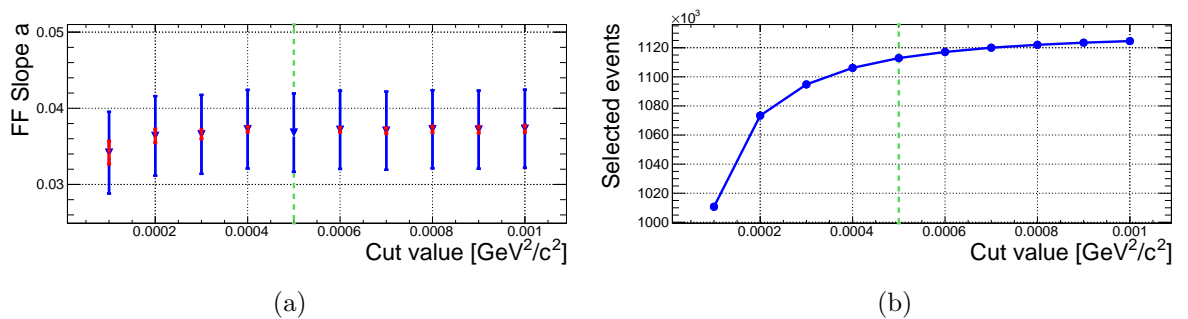 FF Slope a
0.05
0.04
0.03
0.0002 0.0004 0.0006 0.0008 0.001
Cut value [GeV²/c²]
(a)
×10³
Selected events
1120
1100
1080
1060
1040
1020
1000
0.0002 0.0004 0.0006 0.0008 0.001
Cut value [GeV²/c²]
(b)